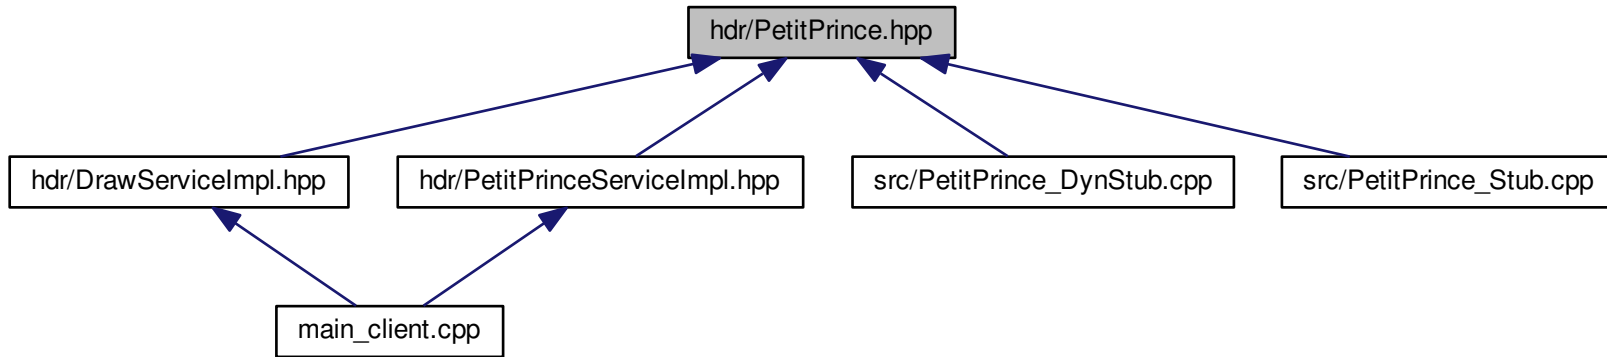 hdr/PetitPrince.hpp
hdr/DrawServiceImpl.hpp
hdr/PetitPrinceServiceImpl.hpp
src/PetitPrince_DynStub.cpp
src/PetitPrince_Stub.cpp
main_client.cpp